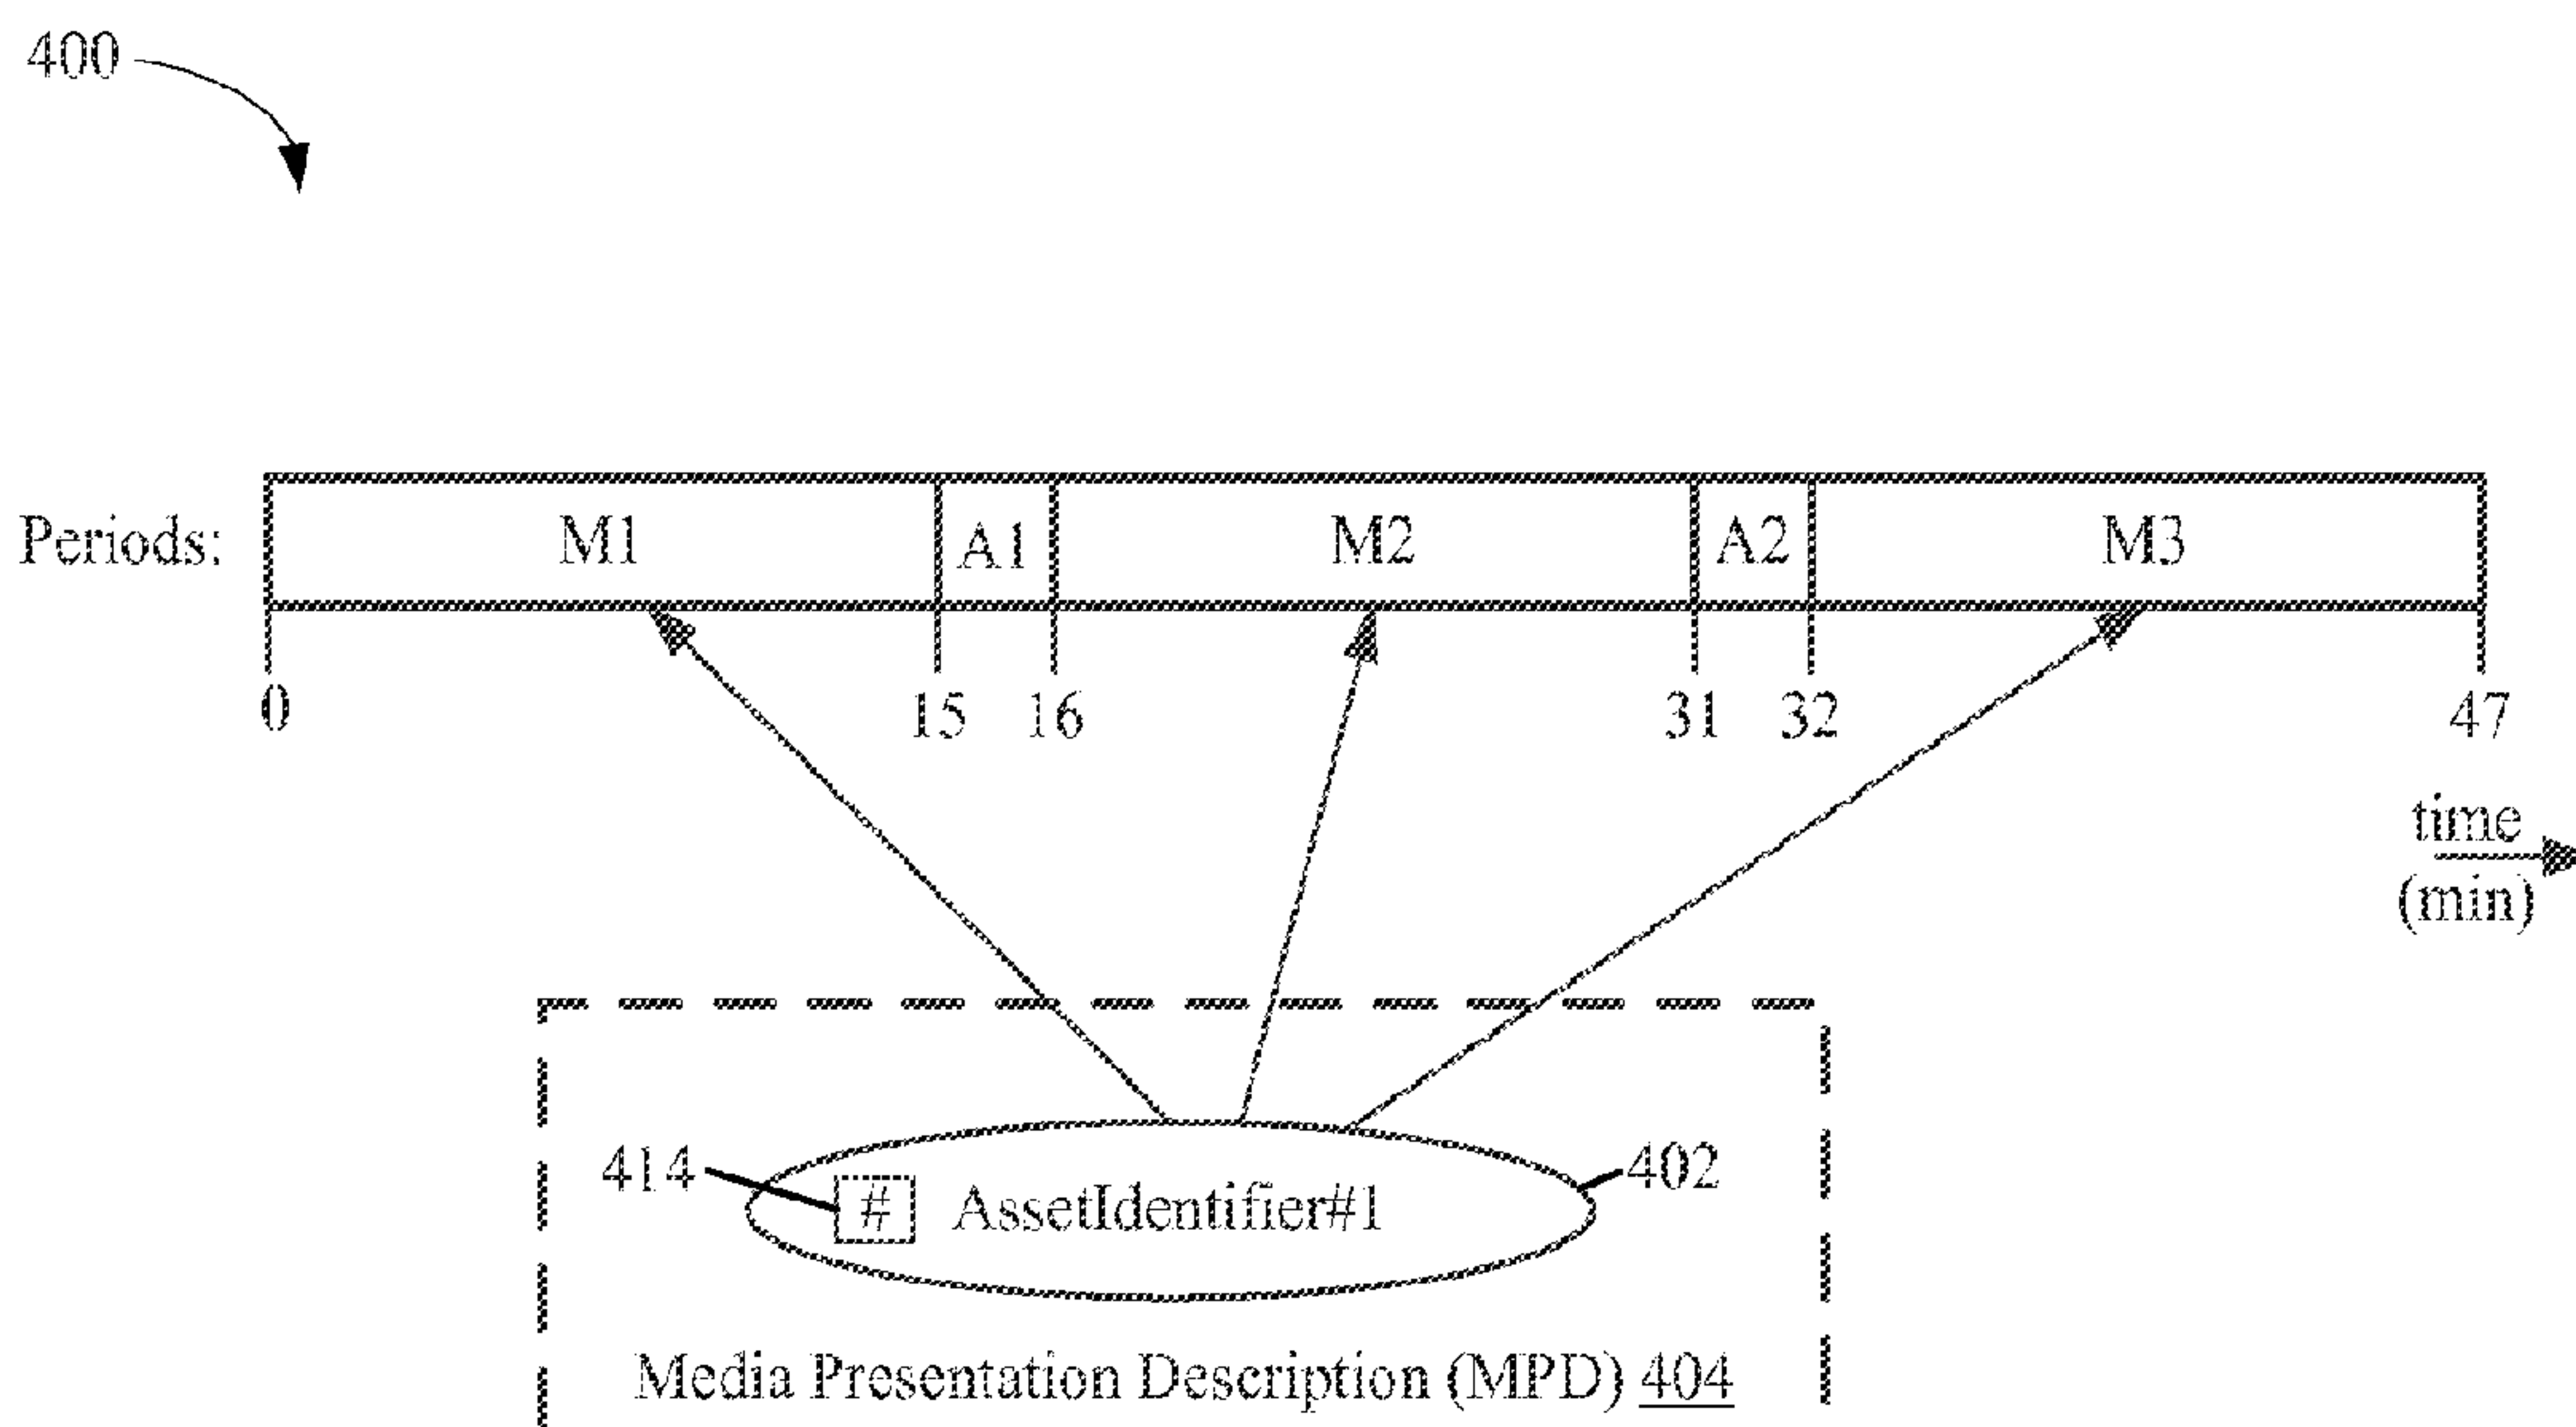 400
Periods: M1 A1 M2 A2 M3
0 15 16 31 32 47
time
(min)
414 # AssetIdentifier#1 402
Media Presentation Description (MPD) 404